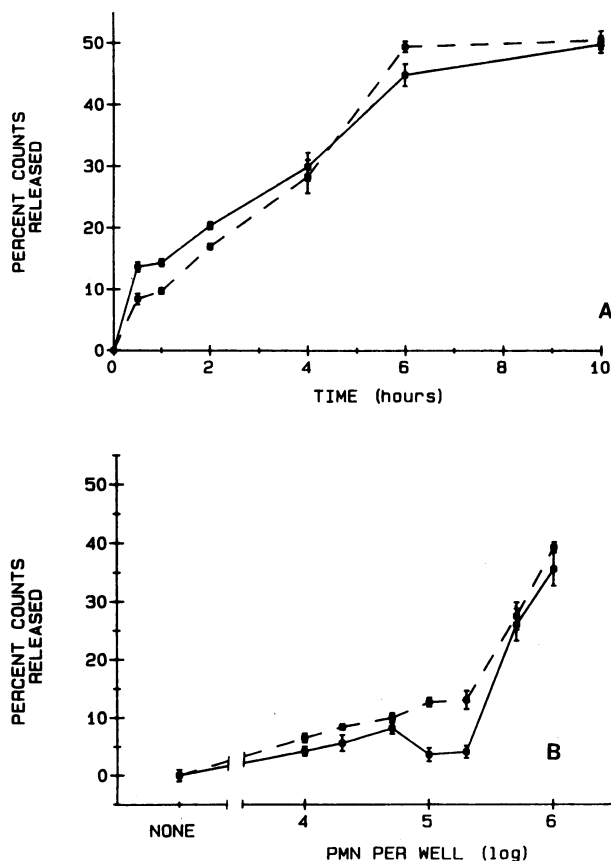 50
40
30
20
10
0
PERCENT COUNTS
RELEASED
A
0 2 4 6 8 10
TIME (hours)
50
40
30
20
10
0
PERCENT COUNTS
RELEASED
B
NONE 4 5 6
PMN PER WELL (log)